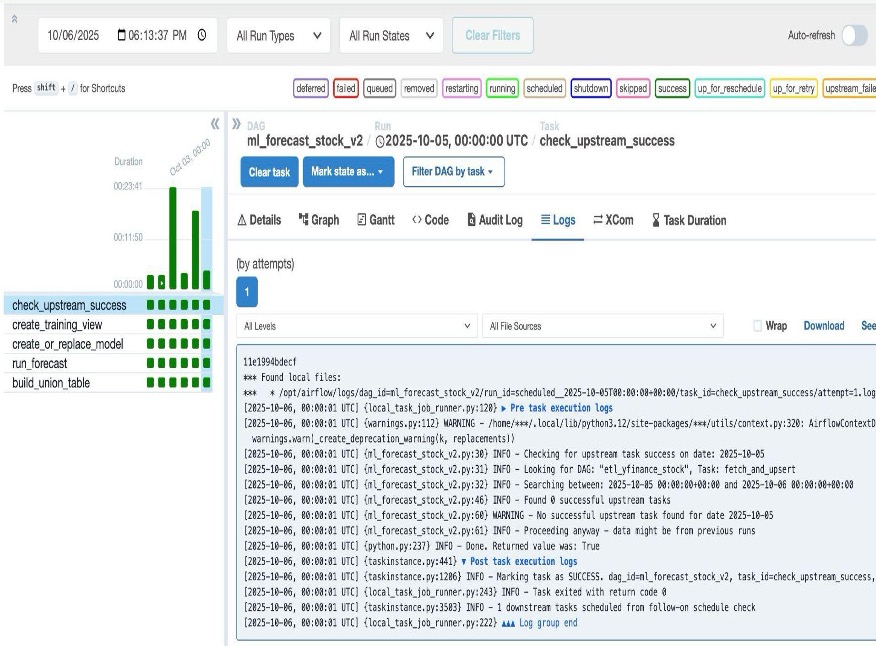 10/06/2025 06:13:37 PM
All Run Types
All Run States
Clear Filters
Auto-refresh
Press shift + / for Shortcuts
deferred failed queued removed restarting running scheduled shutdown skipped success up_for_reschedule up_for_retry upstream_faile
DAG
Run
Task
ml_forecast_stock_v2 / 2025-10-05, 00:00:00 UTC / check_upstream_success
Clear task
Mark state as...
Filter DAG by task
Duration
Oct 03, 00:00
00:23:41
00:11:50
00:00:00
check_upstream_success
create_training_view
create_or_replace_model
run_forecast
build_union_table
Details
Graph
Gantt
Code
Audit Log
Logs
XCom
Task Duration
(by attempts)
1
All Levels
All File Sources
Wrap
Download
See
11e1994bdecf
*** Found local files:
***   * /opt/airflow/logs/dag_id=ml_forecast_stock_v2/run_id=scheduled__2025-10-05T00:00:00+00:00/task_id=check_upstream_success/attempt=1.log
[2025-10-06, 00:00:01 UTC] {local_task_job_runner.py:120} ▶ Pre task execution logs
[2025-10-06, 00:00:01 UTC] {warnings.py:112} WARNING - /home/***/.local/lib/python3.12/site-packages/***/utils/context.py:320: AirflowContextD
warnings.warn(_create_deprecation_warning(k, replacements))
[2025-10-06, 00:00:01 UTC] {ml_forecast_stock_v2.py:30} INFO - Checking for upstream task success on date: 2025-10-05
[2025-10-06, 00:00:01 UTC] {ml_forecast_stock_v2.py:31} INFO - Looking for DAG: "etl_yfinance_stock", Task: fetch_and_upsert
[2025-10-06, 00:00:01 UTC] {ml_forecast_stock_v2.py:32} INFO - Searching between: 2025-10-05 00:00:00+00:00 and 2025-10-06 00:00:00+00:00
[2025-10-06, 00:00:01 UTC] {ml_forecast_stock_v2.py:46} INFO - Found 0 successful upstream tasks
[2025-10-06, 00:00:01 UTC] {ml_forecast_stock_v2.py:60} WARNING - No successful upstream task found for date 2025-10-05
[2025-10-06, 00:00:01 UTC] {ml_forecast_stock_v2.py:61} INFO - Proceeding anyway - data might be from previous runs
[2025-10-06, 00:00:01 UTC] {python.py:237} INFO - Done. Returned value was: True
[2025-10-06, 00:00:01 UTC] {taskinstance.py:441} ▼ Post task execution logs
[2025-10-06, 00:00:01 UTC] {taskinstance.py:1206} INFO - Marking task as SUCCESS. dag_id=ml_forecast_stock_v2, task_id=check_upstream_success,
[2025-10-06, 00:00:01 UTC] {local_task_job_runner.py:243} INFO - Task exited with return code 0
[2025-10-06, 00:00:01 UTC] {taskinstance.py:3503} INFO - 1 downstream tasks scheduled from follow-on schedule check
[2025-10-06, 00:00:01 UTC] {local_task_job_runner.py:222} ▲▲▲ Log group end